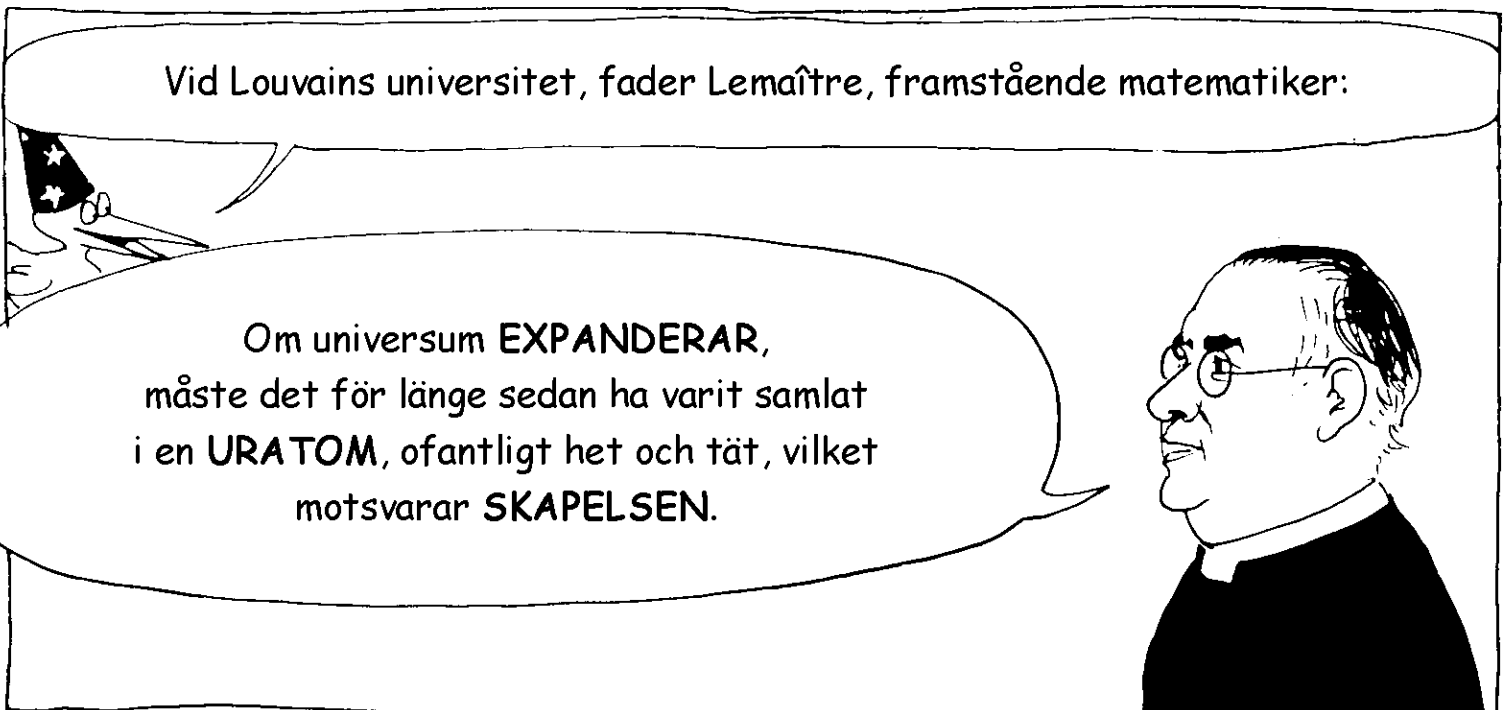 Vid Louvains universitet, fader Lemaître, framstående matematiker:
Om universum EXPANDERAR,
måste det för länge sedan ha varit samlat
i en URATOM, ofantligt het och tät, vilket
motsvarar SKAPELSEN.